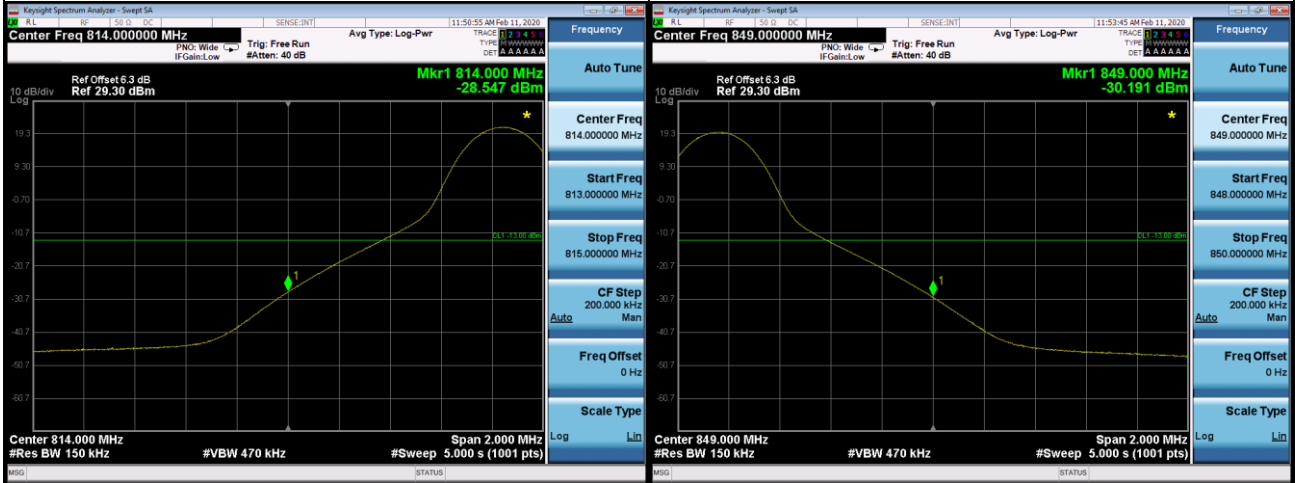 Keysight Spectrum Analyzer - Swept SA
RL RF 50 Ω DC SENSE:INT 11:50:55 AM Feb 11, 2020
Center Freq 814.000000 MHz Avg Type: Log-Pwr TRACE 1 2 3 4 5 6
PNO: Wide Trig: Free Run TYPE M WWWWW
IFGain:Low #Atten: 40 dB DET A A A A A A
Mkr1 814.000 MHz
-28.547 dBm
Ref Offset 6.3 dB
10 dB/div Ref 29.30 dBm
Log
19.3
9.30
-0.70
-10.7
DL1 -13.00 dBm
-20.7
1
-30.7
-40.7
-50.7
-60.7
Center 814.000 MHz Span 2.000 MHz
#Res BW 150 kHz #VBW 470 kHz #Sweep 5.000 s (1001 pts)
MSG STATUS
Frequency
Auto Tune
Center Freq
814.000000 MHz
Start Freq
813.000000 MHz
Stop Freq
815.000000 MHz
CF Step
200.000 kHz
Auto Man
Freq Offset
0 Hz
Scale Type
Log Lin
Keysight Spectrum Analyzer - Swept SA
RL RF 50 Ω DC SENSE:INT 11:53:45 AM Feb 11, 2020
Center Freq 849.000000 MHz Avg Type: Log-Pwr TRACE 1 2 3 4 5 6
PNO: Wide Trig: Free Run TYPE M WWWWW
IFGain:Low #Atten: 40 dB DET A A A A A A
Mkr1 849.000 MHz
-30.191 dBm
Ref Offset 6.3 dB
10 dB/div Ref 29.30 dBm
Log
19.3
9.30
-0.70
-10.7
DL1 -13.00 dBm
-20.7
1
-30.7
-40.7
-50.7
-60.7
Center 849.000 MHz Span 2.000 MHz
#Res BW 150 kHz #VBW 470 kHz #Sweep 5.000 s (1001 pts)
MSG STATUS
Frequency
Auto Tune
Center Freq
849.000000 MHz
Start Freq
848.000000 MHz
Stop Freq
850.000000 MHz
CF Step
200.000 kHz
Auto Man
Freq Offset
0 Hz
Scale Type
Log Lin